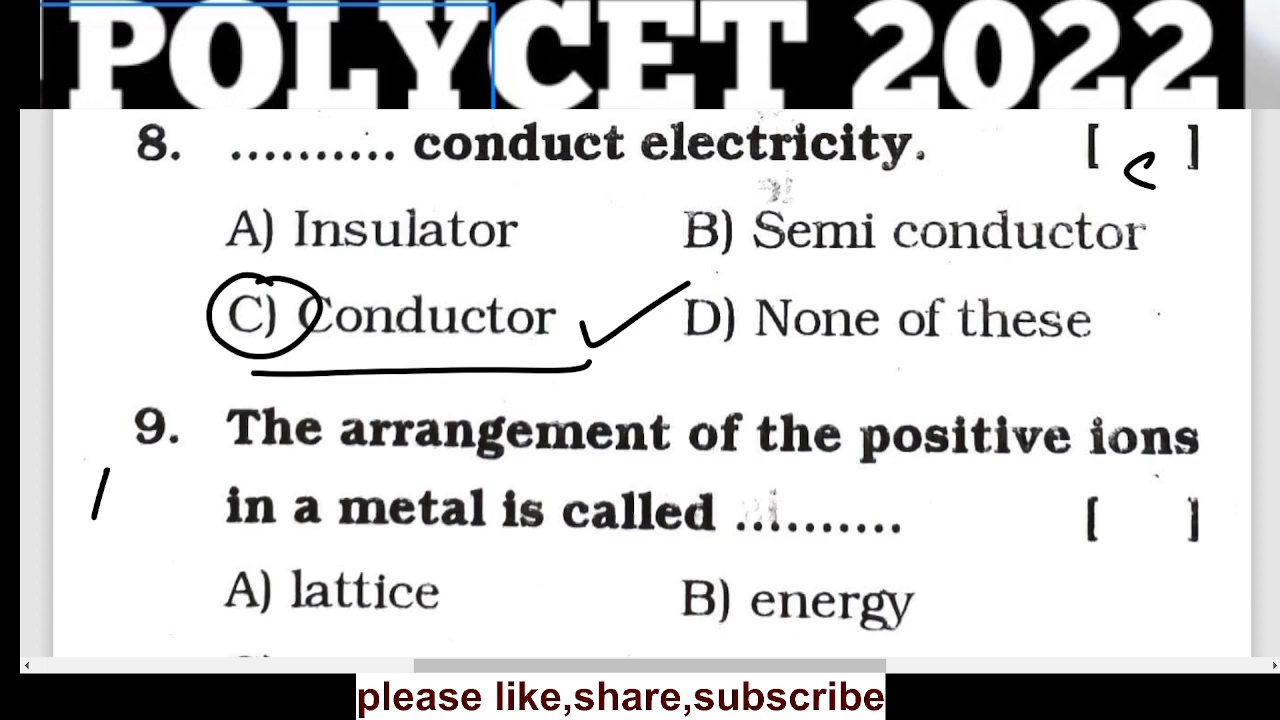 POLYCET 2022
8. .......... conduct electricity. [ C ]
A) Insulator B) Semi conductor
C) Conductor D) None of these
9. The arrangement of the positive ions
in a metal is called .......... [ ]
A) lattice B) energy
please like,share,subscribe